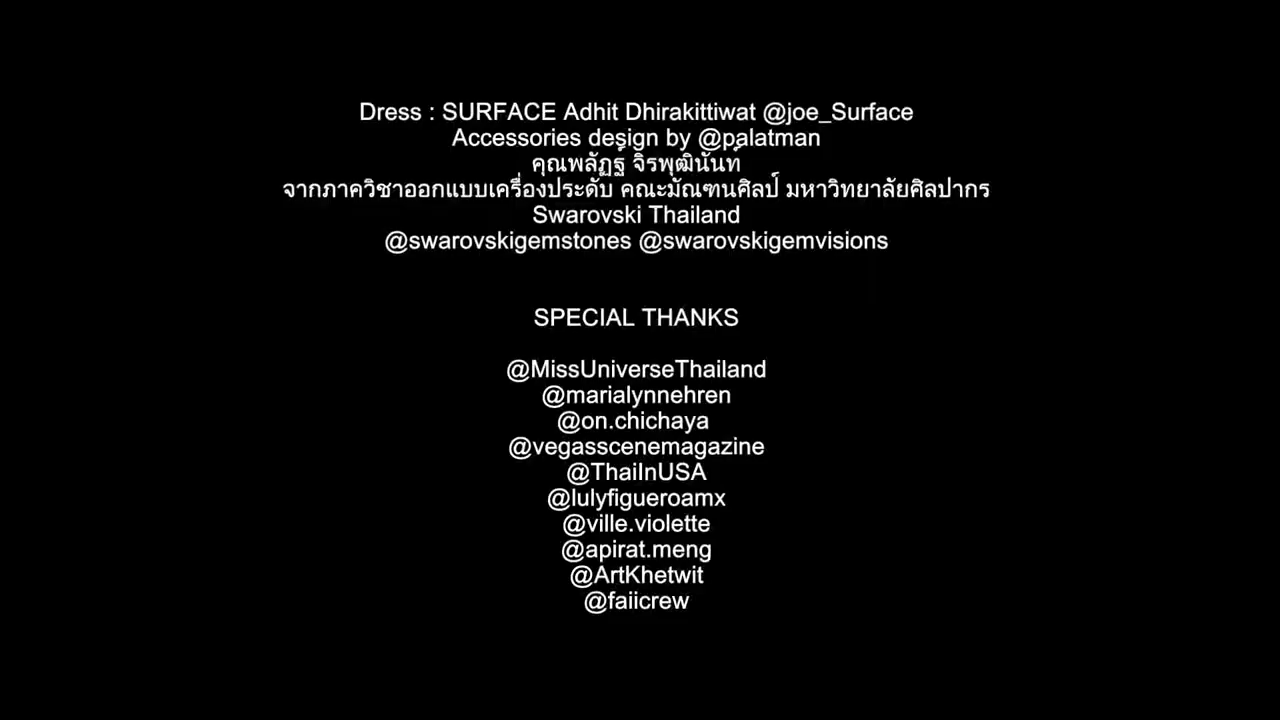 Dress : SURFACE Adhit Dhirakittiwat @joe_Surface
Accessories design by @palatman
คุณพลัฏฐ์ จิรพุฒินันท์
จากภาควิชาออกแบบเครื่องประดับ คณะมัณฑนศิลป์ มหาวิทยาลัยศิลปากร
Swarovski Thailand
@swarovskigemstones @swarovskigemvisions
SPECIAL THANKS
@MissUniverseThailand
@marialynnehren
@on.chichaya
@vegasscenemagazine
@ThaiInUSA
@lulyfigueroamx
@ville.violette
@apirat.meng
@ArtKhetwit
@faiicrew